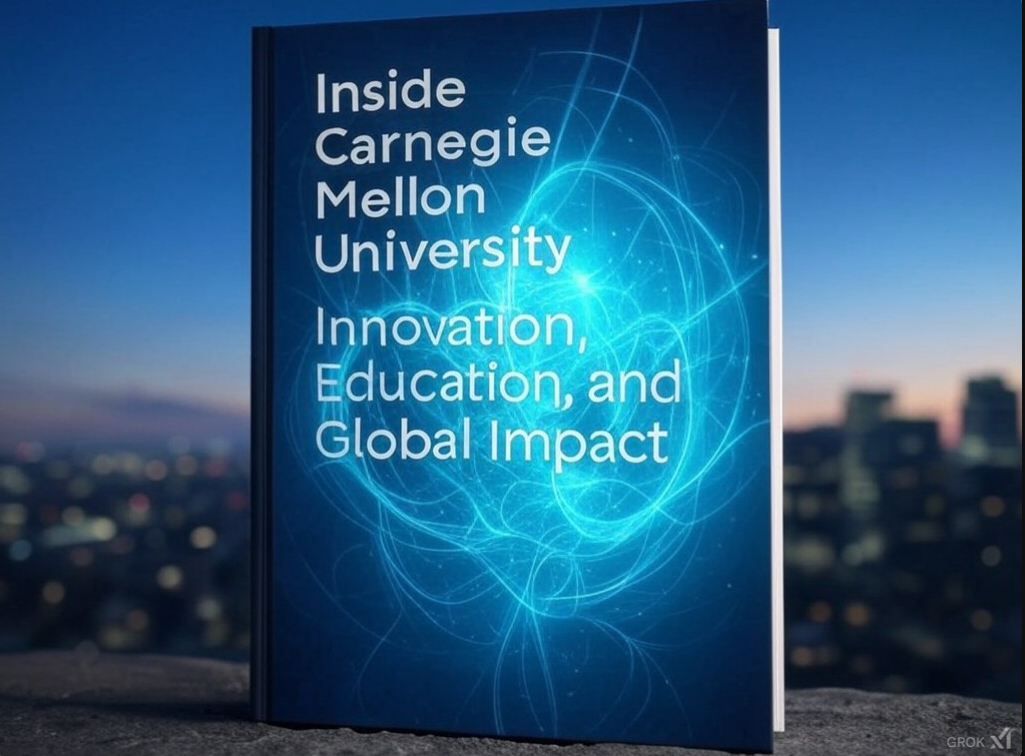 Inside
Carnegie
Mellon
University
Innovation,
Education, and
Global Impact
GROK